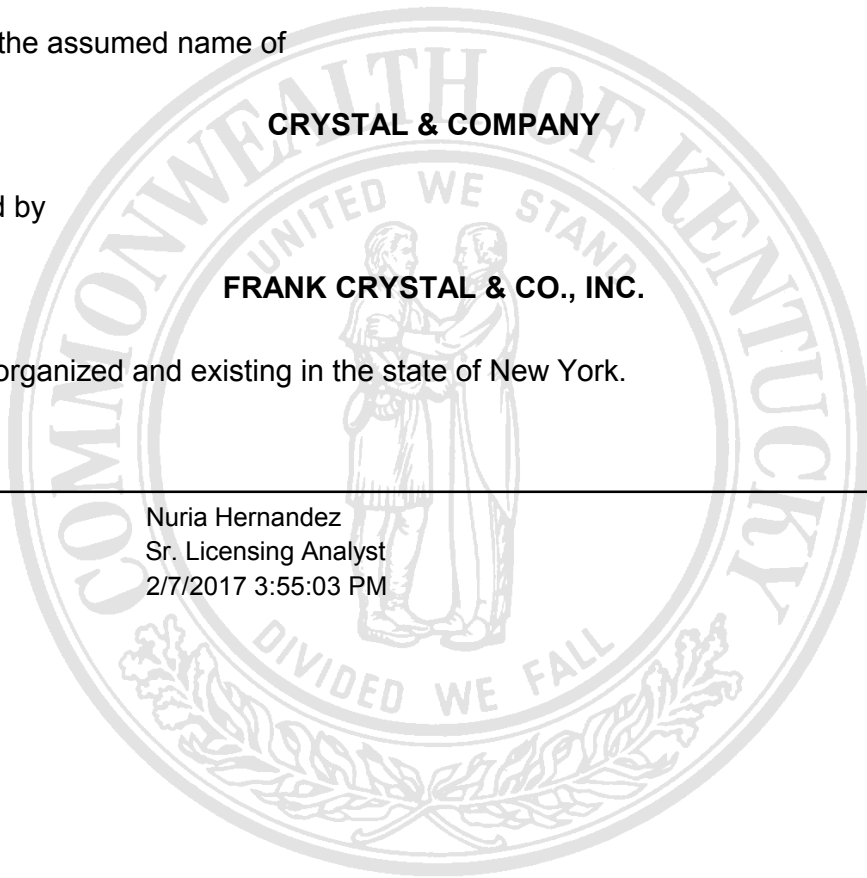 the assumed name of
CRYSTAL & COMPANY
d by
FRANK CRYSTAL & CO., INC.
organized and existing in the state of New York.
Nuria Hernandez
Sr. Licensing Analyst
2/7/2017 3:55:03 PM
COMMONWEALTH OF KENTUCKY
UNITED WE STAND
DIVIDED WE FALL